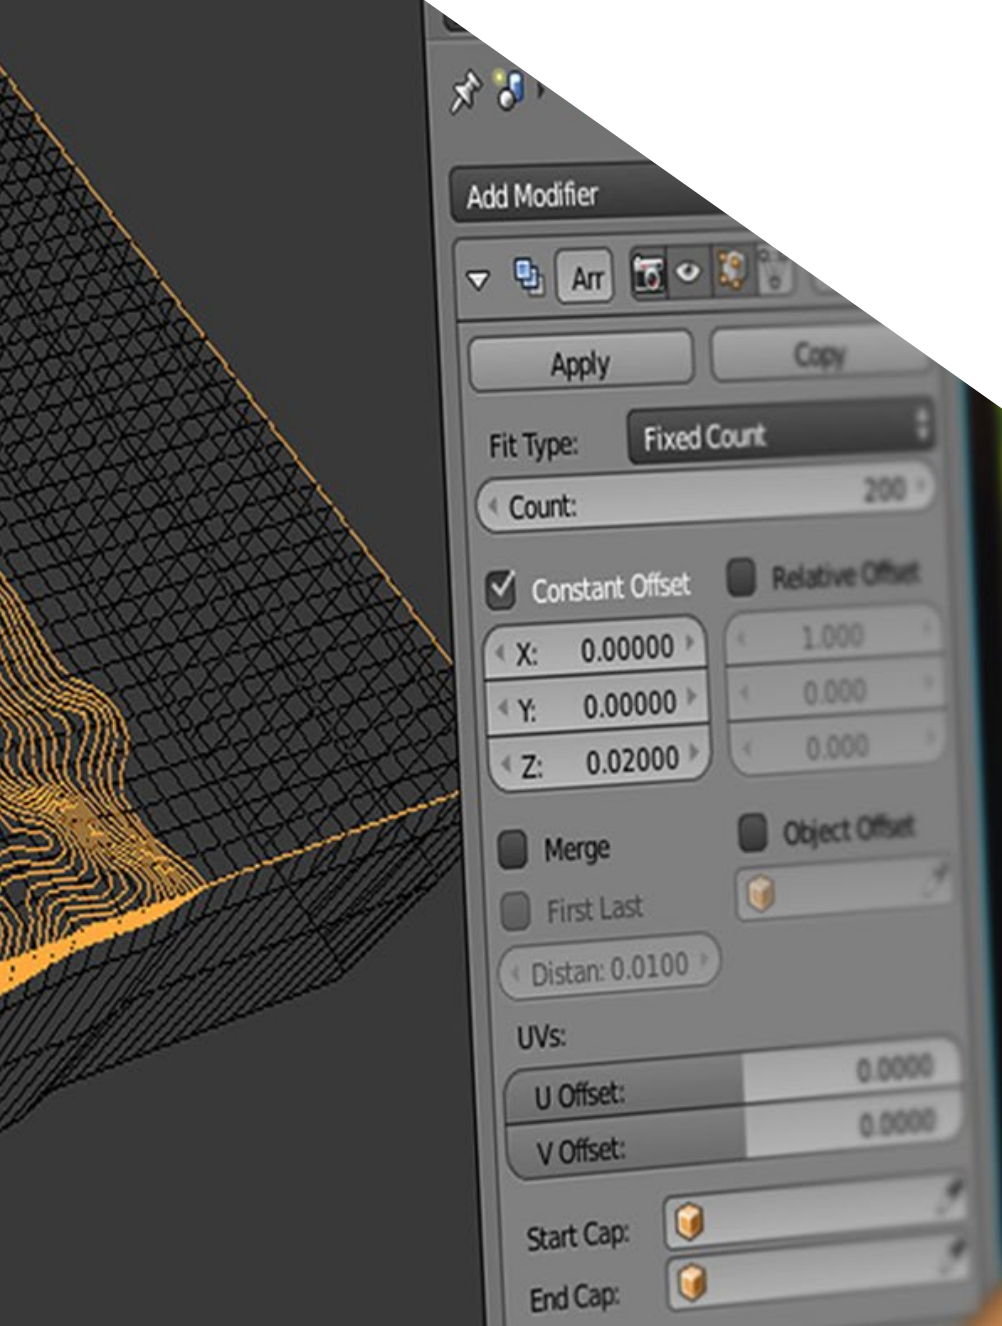 Add Modifier
Arr
Apply Copy
Fit Type: Fixed Count
Count: 200
Constant Offset Relative Offset
X: 0.00000 1.000
Y: 0.00000 0.000
Z: 0.02000 0.000
Merge Object Offset
First Last
Distan: 0.0100
UVs:
U Offset: 0.0000
V Offset: 0.0000
Start Cap:
End Cap: